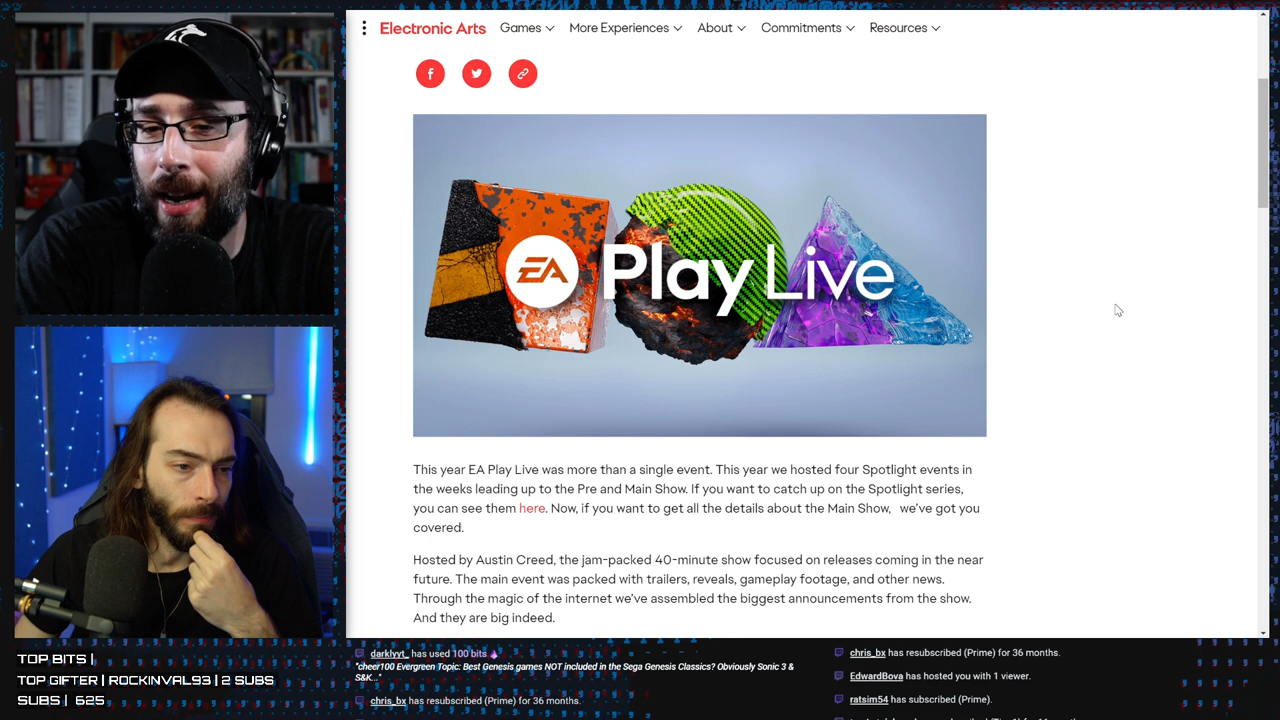 Electronic Arts Games More Experiences About Commitments Resources
EA Play Live
This year EA Play Live was more than a single event. This year we hosted four Spotlight events in
the weeks leading up to the Pre and Main Show. If you want to catch up on the Spotlight series,
you can see them here. Now, if you want to get all the details about the Main Show, we've got you
covered.
Hosted by Austin Creed, the jam-packed 40-minute show focused on releases coming in the near
future. The main event was packed with trailers, reveals, gameplay footage, and other news.
Through the magic of the internet we've assembled the biggest announcements from the show.
And they are big indeed.
TOP BITS |
TOP GIFTER | ROCKINVAL93 | 2 SUBS
SUBS | 625
darklyyt_ has used 100 bits
"cheer100 Evergreen Topic: Best Genesis games NOT included in the Sega Genesis Classics? Obviously Sonic 3 &
S&K..."
chris_bx has resubscribed (Prime) for 36 months.
chris_bx has resubscribed (Prime) for 36 months.
EdwardBova has hosted you with 1 viewer.
ratsim54 has subscribed (Prime).